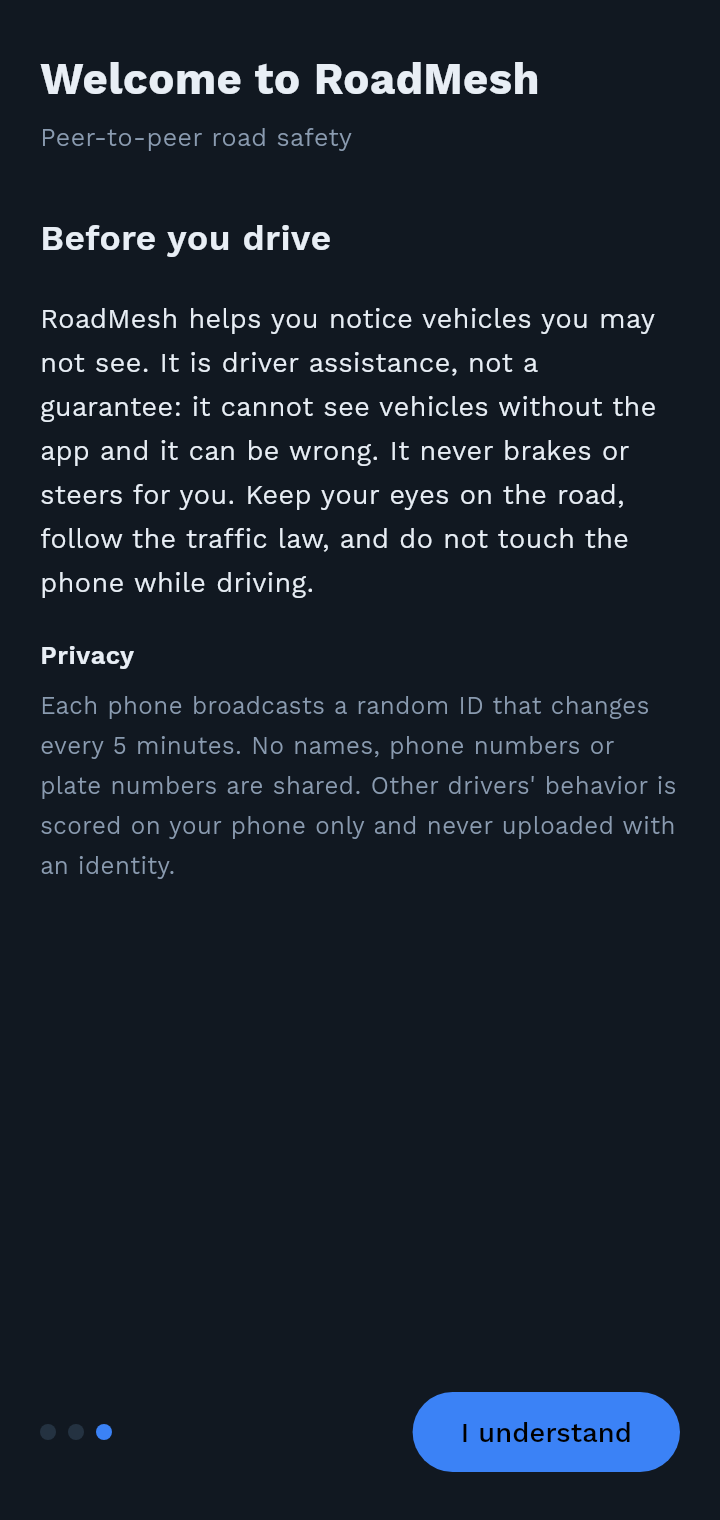 Welcome to RoadMesh
Peer-to-peer road safety
Before you drive
RoadMesh helps you notice vehicles you may
not see. It is driver assistance, not a
guarantee: it cannot see vehicles without the
app and it can be wrong. It never brakes or
steers for you. Keep your eyes on the road,
follow the traffic law, and do not touch the
phone while driving.
Privacy
Each phone broadcasts a random ID that changes
every 5 minutes. No names, phone numbers or
plate numbers are shared. Other drivers' behavior is
scored on your phone only and never uploaded with
an identity.
I understand